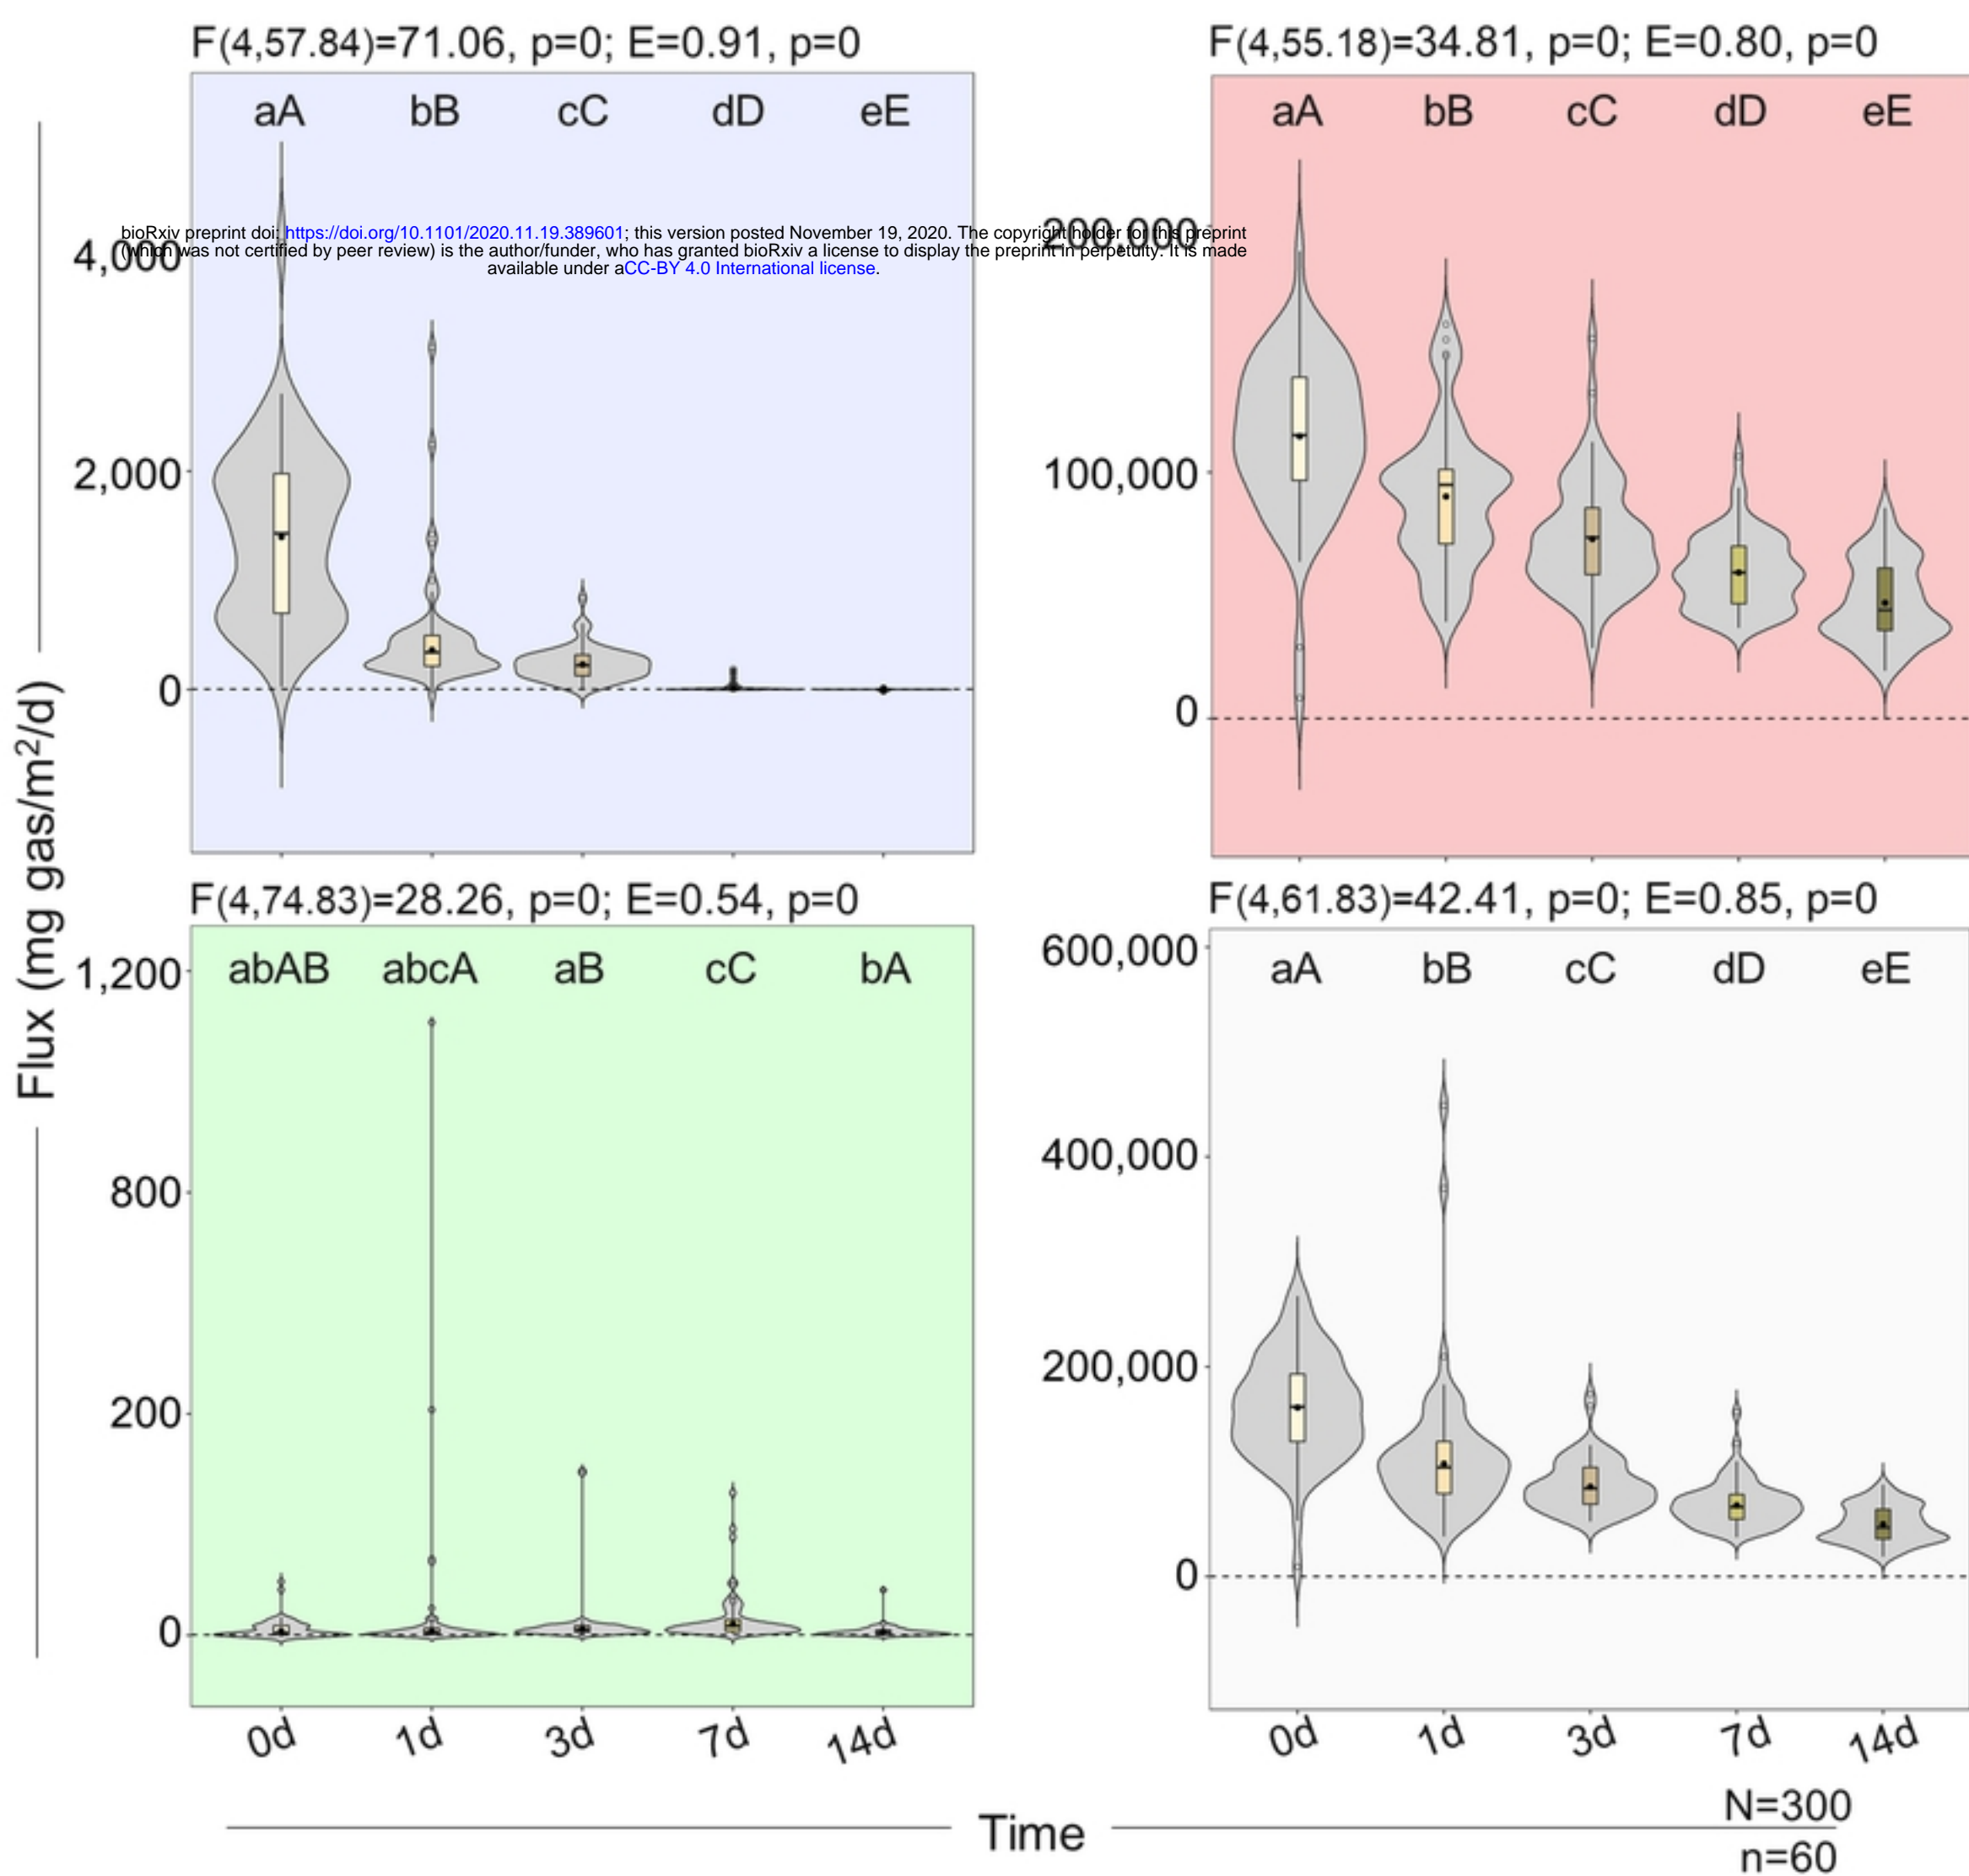 F(4,57.84)=71.06, p=0; E=0.91, p=0
F(4,55.18)=34.81, p=0; E=0.80, p=0
aA bB cC dD eE
aA bB cC dD eE
bioRxiv preprint doi: https://doi.org/10.1101/2020.11.19.389601; this version posted November 19, 2020. The copyright holder for this preprint
(which was not certified by peer review) is the author/funder, who has granted bioRxiv a license to display the preprint in perpetuity. It is made
available under aCC-BY 4.0 International license.
4,000
2,000
0
200,000
100,000
0
Flux (mg gas/m²/d)
F(4,74.83)=28.26, p=0; E=0.54, p=0
F(4,61.83)=42.41, p=0; E=0.85, p=0
abAB abcA aB cC bA
aA bB cC dD eE
1,200
800
200
0
600,000
400,000
200,000
0
0d 1d 3d 7d 14d
0d 1d 3d 7d 14d
Time
N=300
n=60